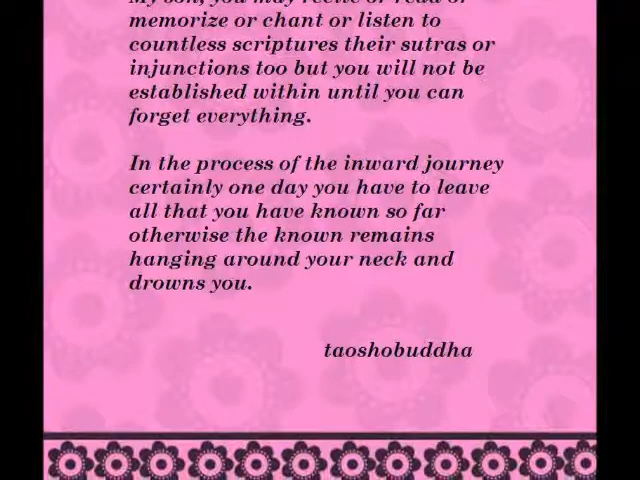 My son, you may recite or read or
memorize or chant or listen to
countless scriptures their sutras or
injunctions too but you will not be
established within until you can
forget everything.
In the process of the inward journey
certainly one day you have to leave
all that you have known so far
otherwise the known remains
hanging around your neck and
drowns you.
taoshobuddha